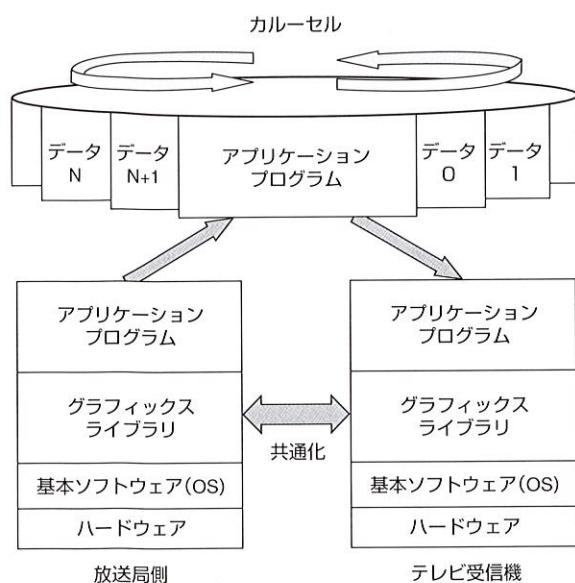 カルーセル
データ
N
データ
N+1
アプリケーション
プログラム
データ
0
データ
1
アプリケーション
プログラム
グラフィックス
ライブラリ
基本ソフトウェア(OS)
ハードウェア
放送局側
共通化
アプリケーション
プログラム
グラフィックス
ライブラリ
基本ソフトウェア(OS)
ハードウェア
テレビ受信機